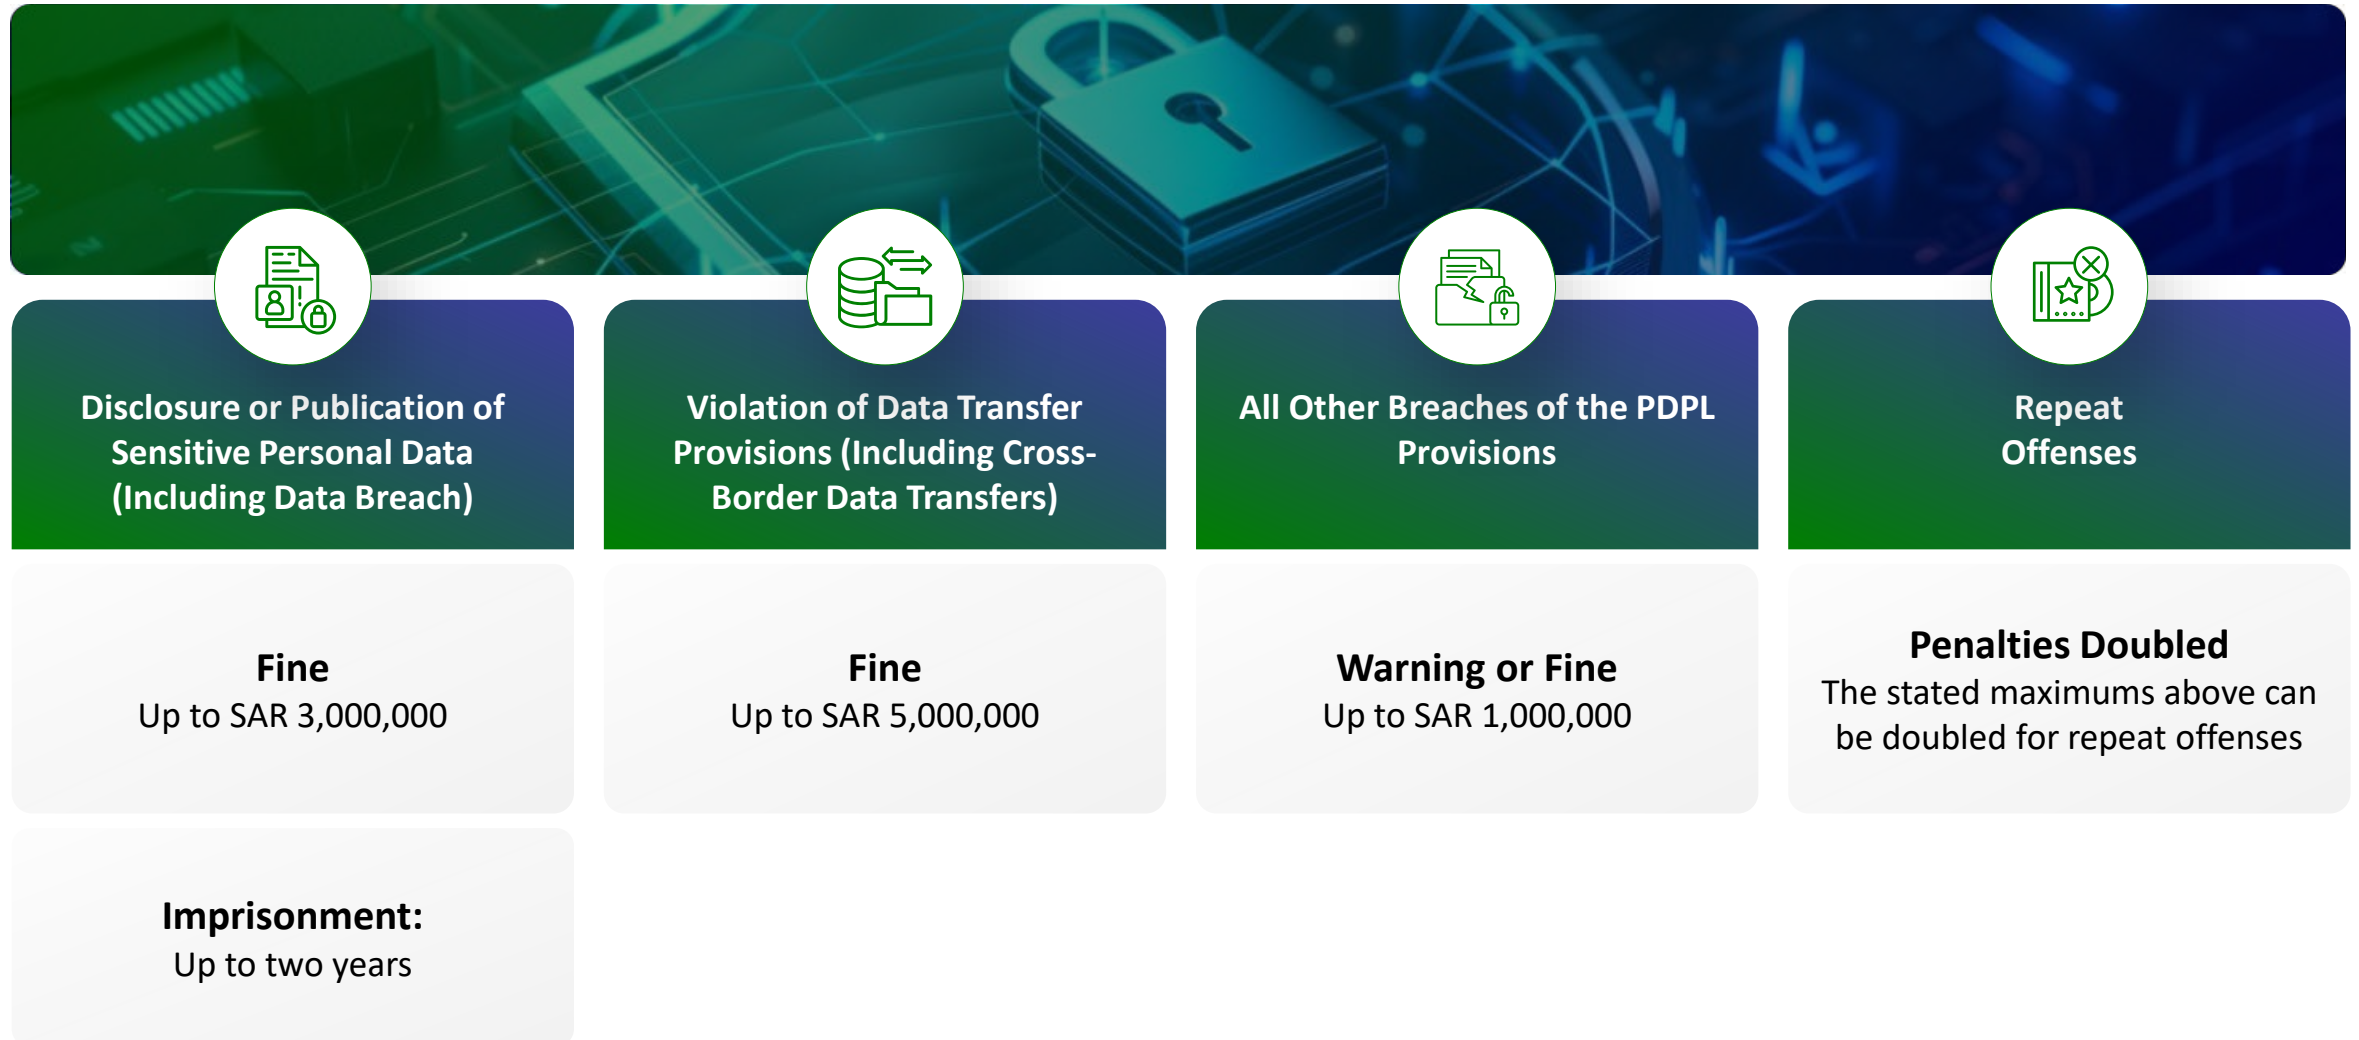 Disclosure or Publication of
Sensitive Personal Data
(Including Data Breach)
Fine
Up to SAR 3,000,000
Imprisonment:
Up to two years
Violation of Data Transfer
Provisions (Including Cross-
Border Data Transfers)
Fine
Up to SAR 5,000,000
All Other Breaches of the PDPL
Provisions
Warning or Fine
Up to SAR 1,000,000
Repeat
Offenses
Penalties Doubled
The stated maximums above can
be doubled for repeat offenses